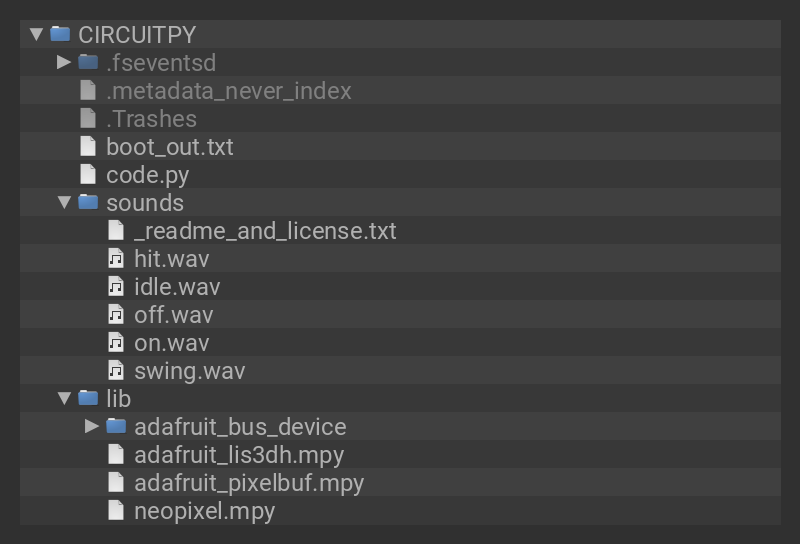 CIRCUITPY
.fseventsd
.metadata_never_index
.Trashes
boot_out.txt
code.py
sounds
_readme_and_license.txt
hit.wav
idle.wav
off.wav
on.wav
swing.wav
lib
adafruit_bus_device
adafruit_lis3dh.mpy
adafruit_pixelbuf.mpy
neopixel.mpy